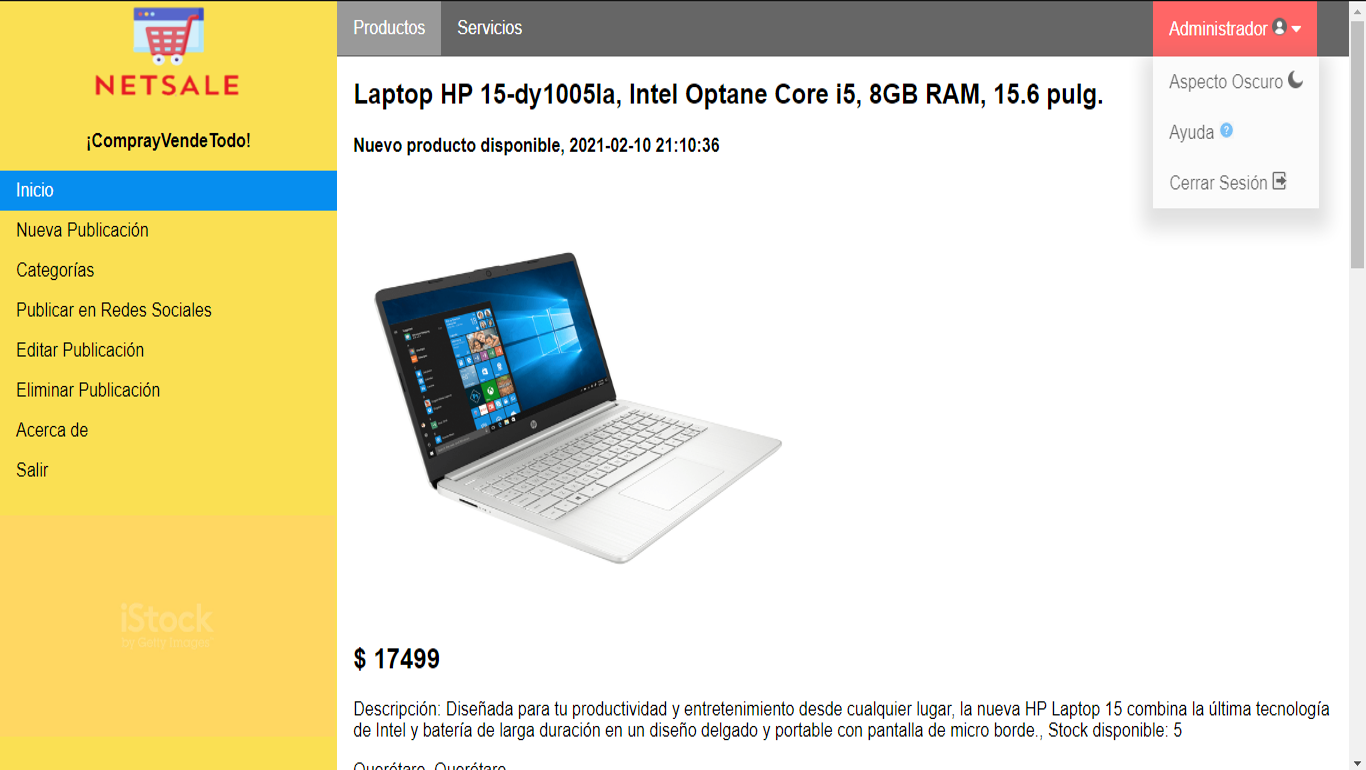 NETSALE
¡ComprayVendeTodo!
Inicio
Nueva Publicación
Categorías
Publicar en Redes Sociales
Editar Publicación
Eliminar Publicación
Acerca de
Salir
iStock
by Getty Images
Productos
Servicios
Administrador
Aspecto Oscuro
Ayuda
Cerrar Sesión
Laptop HP 15-dy1005la, Intel Optane Core i5, 8GB RAM, 15.6 pulg.
Nuevo producto disponible, 2021-02-10 21:10:36
$ 17499
Descripción: Diseñada para tu productividad y entretenimiento desde cualquier lugar, la nueva HP Laptop 15 combina la última tecnología
de Intel y batería de larga duración en un diseño delgado y portable con pantalla de micro borde., Stock disponible: 5
Querétaro, Querétaro